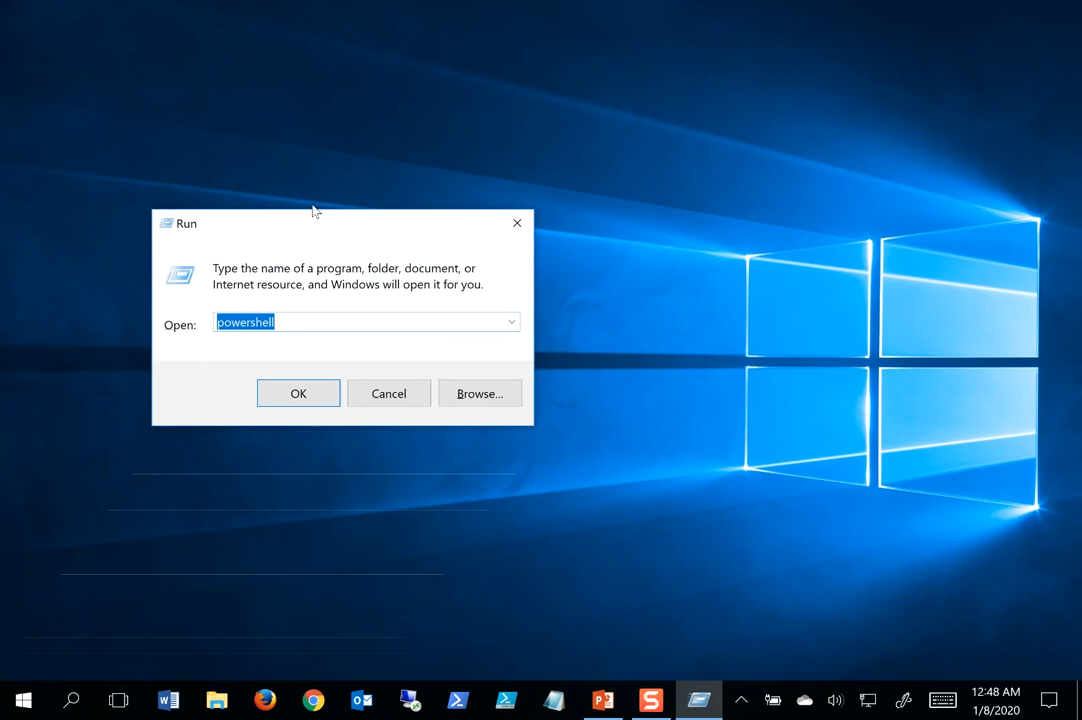 Run
Type the name of a program, folder, document, or
Internet resource, and Windows will open it for you.
Open:
powershell
OK
Cancel
Browse...
12:48 AM
1/8/2020